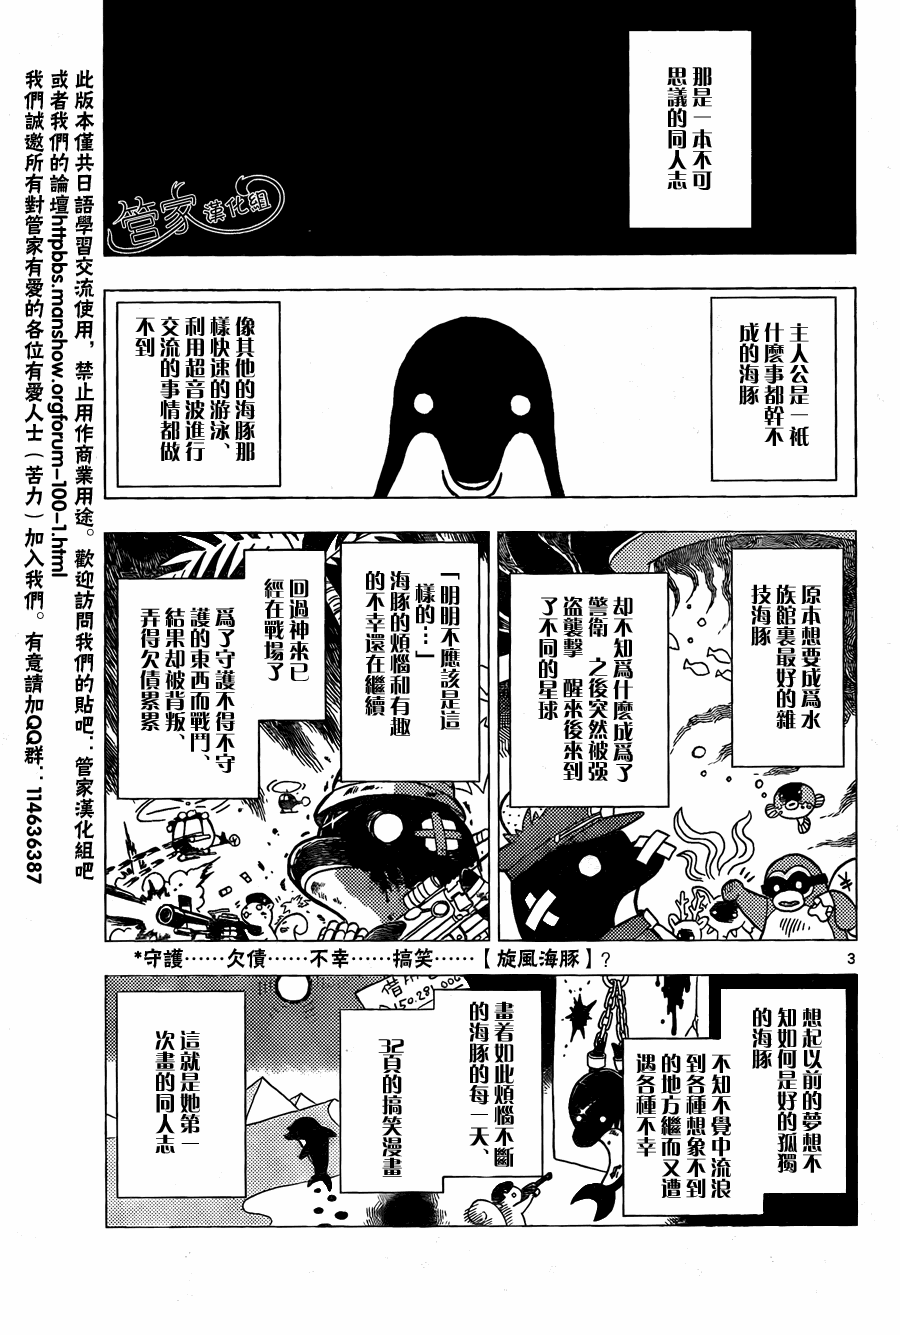 那是一本不可
思議的同人志
管家漢化組
主人公是一衹
什麼事都幹不
成的海豚
像其他的海豚那
樣快速的游泳、
利用超音波進行
交流的事情都做
不到
原本想要成爲水
族館裏最好的雜
技海豚
却不知爲什麼成爲了
警衛 之後突然被强
盗襲擊 醒來後來到
了不同的星球
「明明不應該是這
樣的…」
海豚的煩惱和有趣
的不幸還在繼續
回過神來已
經在戰場了
爲了守護不得不守
護的東西而戰鬥、
結果却被背叛、
弄得欠債累累
*守護……欠債……不幸……搞笑……【旋風海豚】?
3
想起以前的夢想不
知如何是好的孤獨
的海豚
不知不覺中流浪
到各種想象不到
的地方繼而又遭
遇各種不幸
借
150.281.000
畫着如此煩惱不斷
的海豚的每一天、
32頁的搞笑漫畫
這就是她第一
次畫的同人志
此版本僅共日語學習交流使用，禁止用作商業用途。歡迎訪問我們的貼吧：管家漢化組吧
或者我們的論壇httpbbs.manshow.orgforum-100-1.html
我們誠邀所有對管家有愛的各位有愛人士（苦力）加入我們。有意請加QQ群：114636387